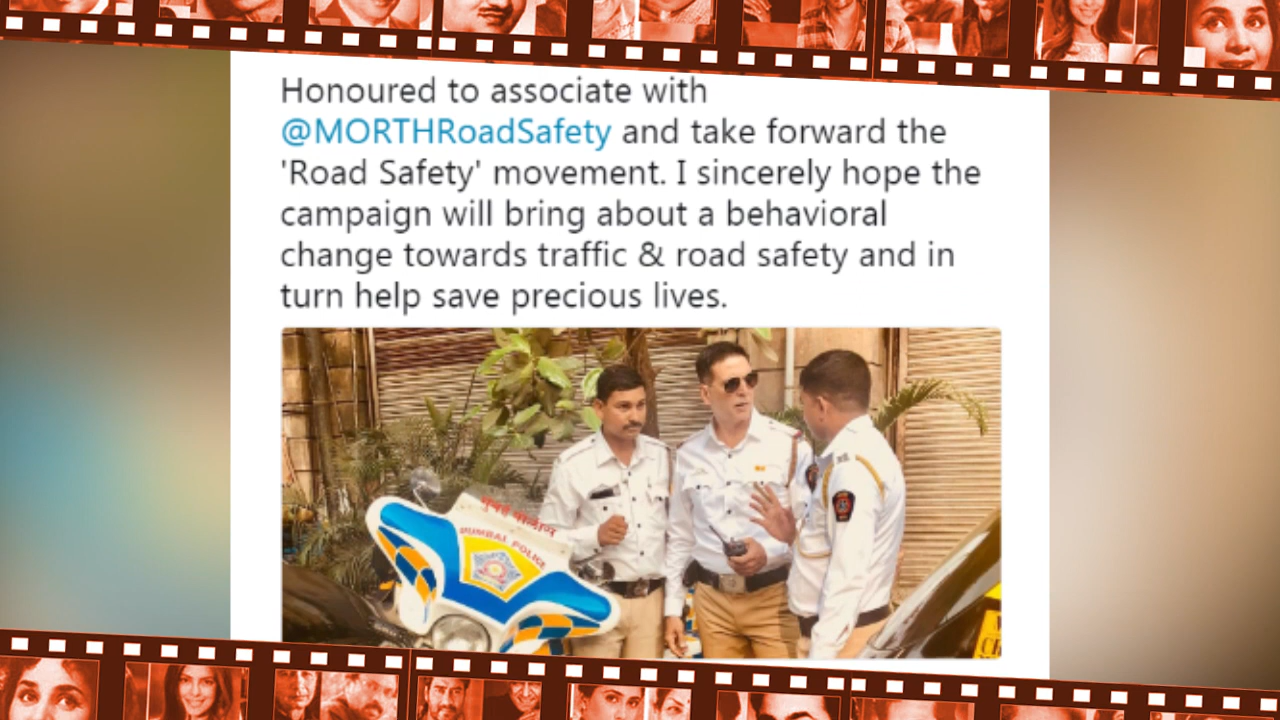 Honoured to associate with
@MORTHRoadSafety and take forward the
'Road Safety' movement. I sincerely hope the
campaign will bring about a behavioral
change towards traffic & road safety and in
turn help save precious lives.
मुंबई पोलीस
MUMBAI POLICE